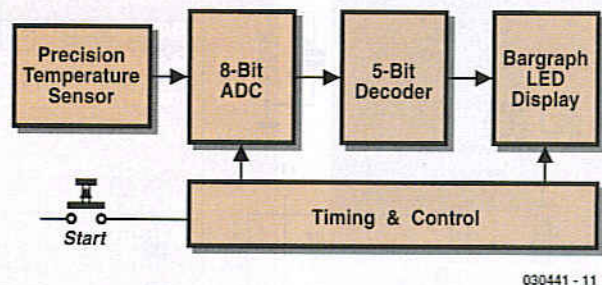 Precision
Temperature
Sensor
8-Bit
ADC
5-Bit
Decoder
Bargraph
LED
Display
Start
Timing & Control
030441 - 11